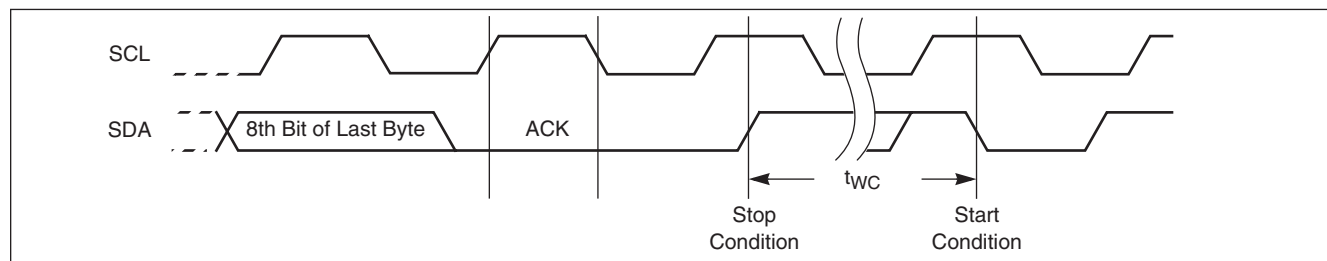 SCL
SDA
8th Bit of Last Byte
ACK
tWC
Stop
Condition
Start
Condition